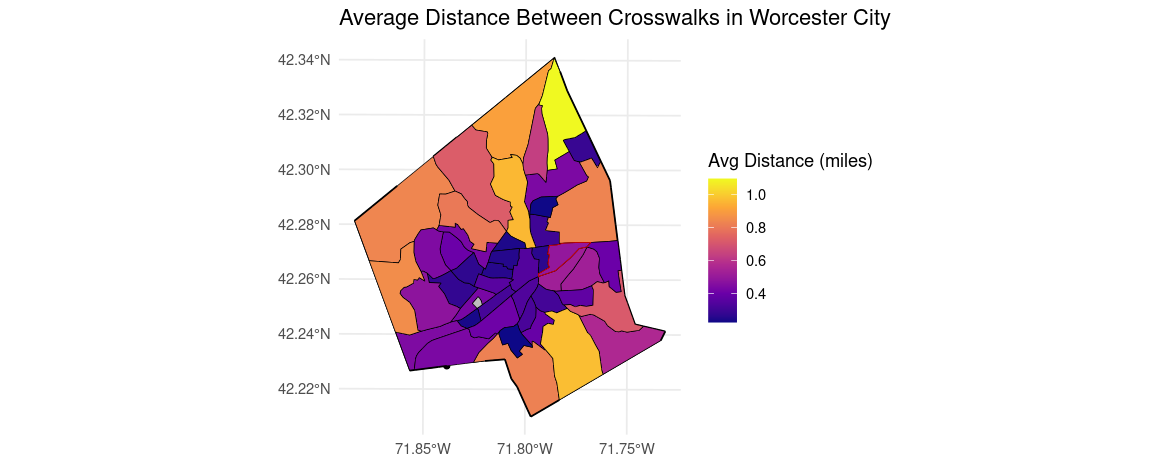 Average Distance Between Crosswalks in Worcester City
42.34°N
42.32°N
42.30°N
42.28°N
42.26°N
42.24°N
42.22°N
71.85°W
71.80°W
71.75°W
Avg Distance (miles)
1.0
0.8
0.6
0.4